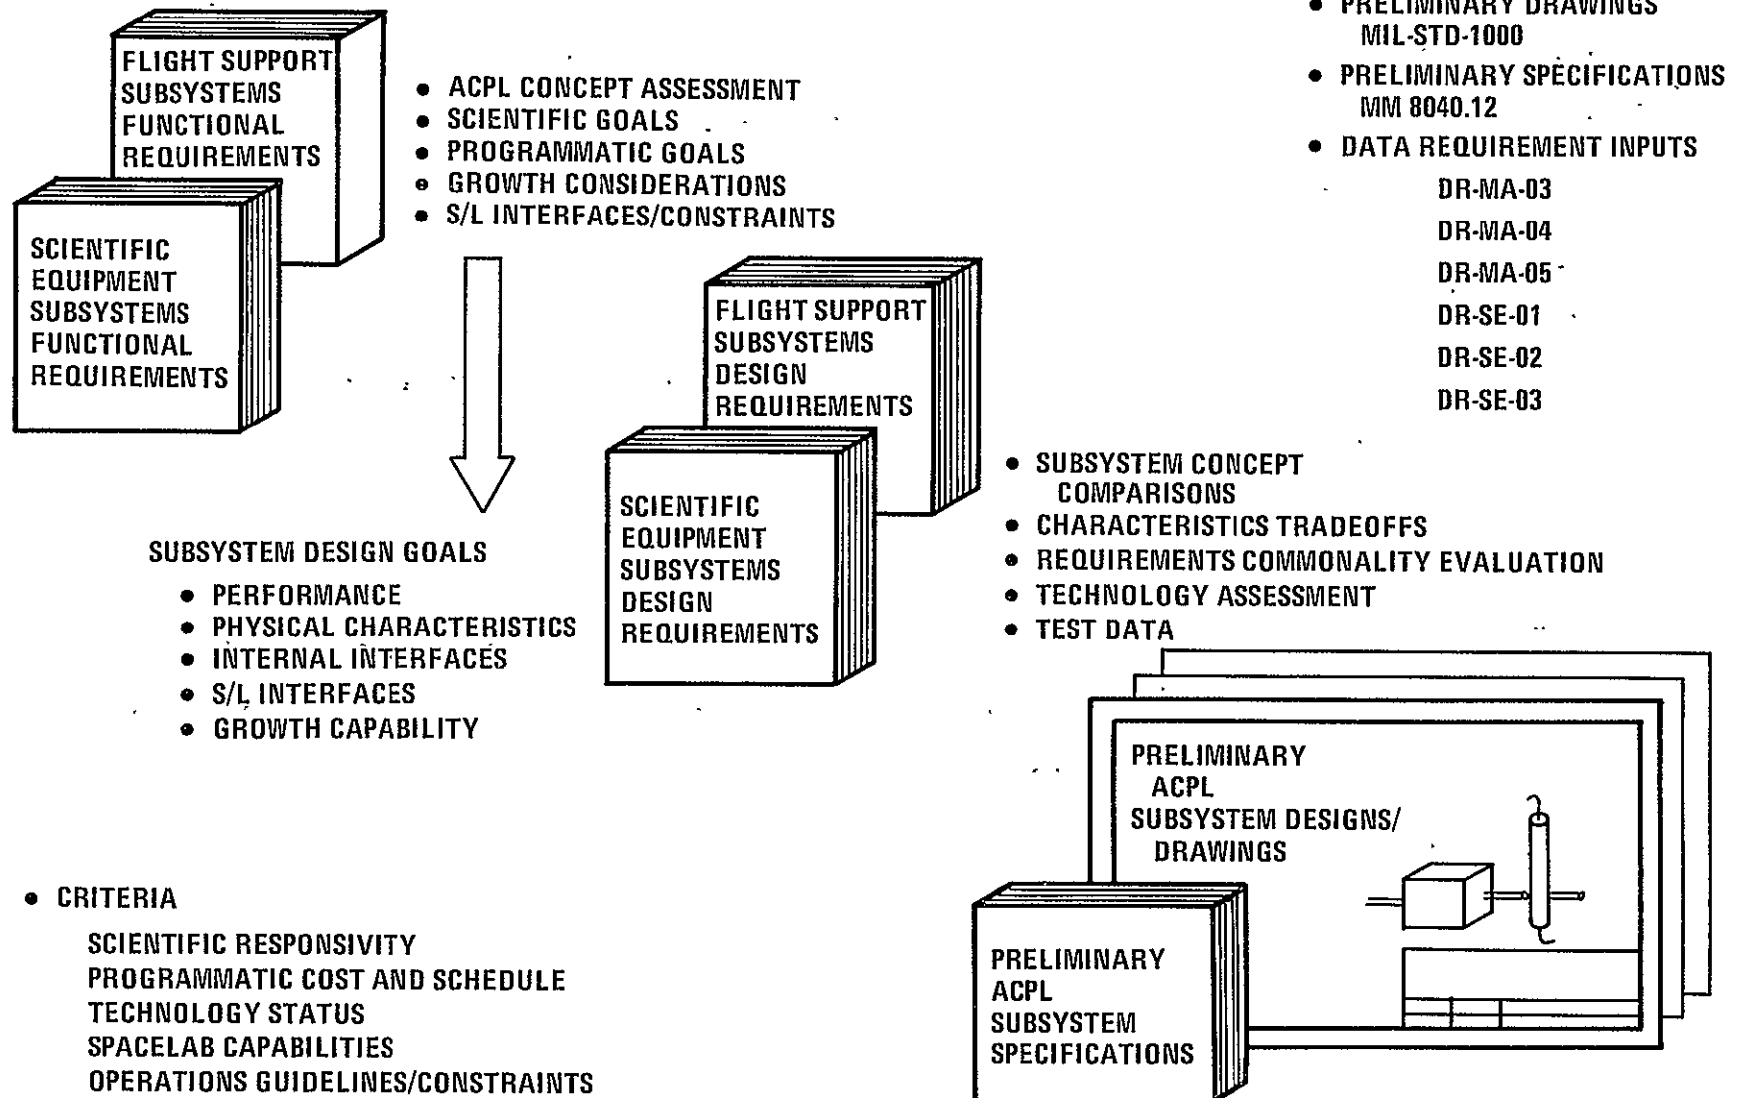 FLIGHT SUPPORT
SUBSYSTEMS
FUNCTIONAL
REQUIREMENTS
SCIENTIFIC
EQUIPMENT
SUBSYSTEMS
FUNCTIONAL
REQUIREMENTS
• ACPL CONCEPT ASSESSMENT
• SCIENTIFIC GOALS
• PROGRAMMATIC GOALS
• GROWTH CONSIDERATIONS
• S/L INTERFACES/CONSTRAINTS
SUBSYSTEM DESIGN GOALS
• PERFORMANCE
• PHYSICAL CHARACTERISTICS
• INTERNAL INTERFACES
• S/L INTERFACES
• GROWTH CAPABILITY
FLIGHT SUPPORT
SUBSYSTEMS
DESIGN
REQUIREMENTS
SCIENTIFIC
EQUIPMENT
SUBSYSTEMS
DESIGN
REQUIREMENTS
• PRELIMINARY DRAWINGS
MIL-STD-1000
• PRELIMINARY SPECIFICATIONS
MM 8040.12
• DATA REQUIREMENT INPUTS
DR-MA-03
DR-MA-04
DR-MA-05
DR-SE-01
DR-SE-02
DR-SE-03
• SUBSYSTEM CONCEPT
COMPARISONS
• CHARACTERISTICS TRADEOFFS
• REQUIREMENTS COMMONALITY EVALUATION
• TECHNOLOGY ASSESSMENT
• TEST DATA
PRELIMINARY
ACPL
SUBSYSTEM DESIGNS/
DRAWINGS
PRELIMINARY
ACPL
SUBSYSTEM
SPECIFICATIONS
• CRITERIA
SCIENTIFIC RESPONSIVITY
PROGRAMMATIC COST AND SCHEDULE
TECHNOLOGY STATUS
SPACELAB CAPABILITIES
OPERATIONS GUIDELINES/CONSTRAINTS